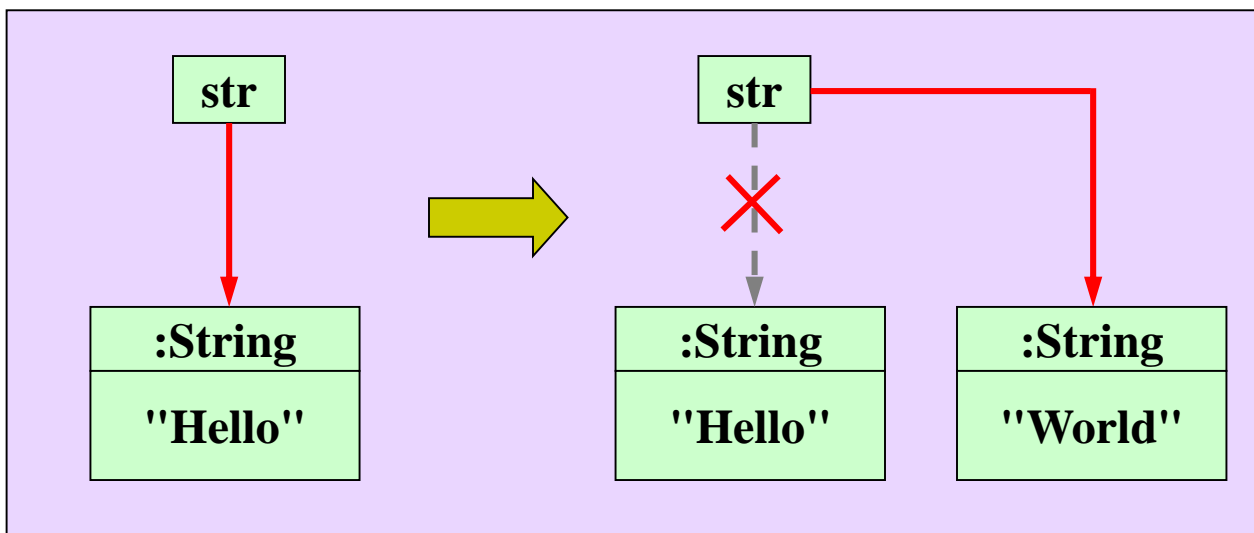 str
str
:String
"Hello"
:String
"Hello"
:String
"World"